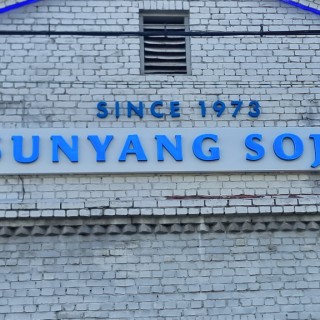 SINCE 1973
SUNYANG SOJ